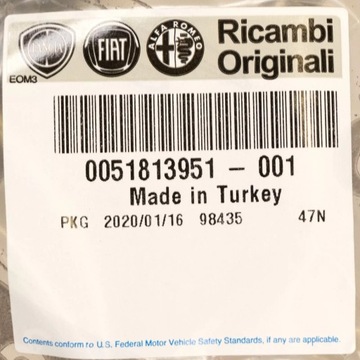 LANCIA
FIAT
ALFA ROMEO
Ricambi
Originali
EOM3
0051813951 - 001
Made in Turkey
PKG 2020/01/16 98435 47N
Contents conform to U.S. Federal Motor Vehicle Safety Standards, if any are applicable.